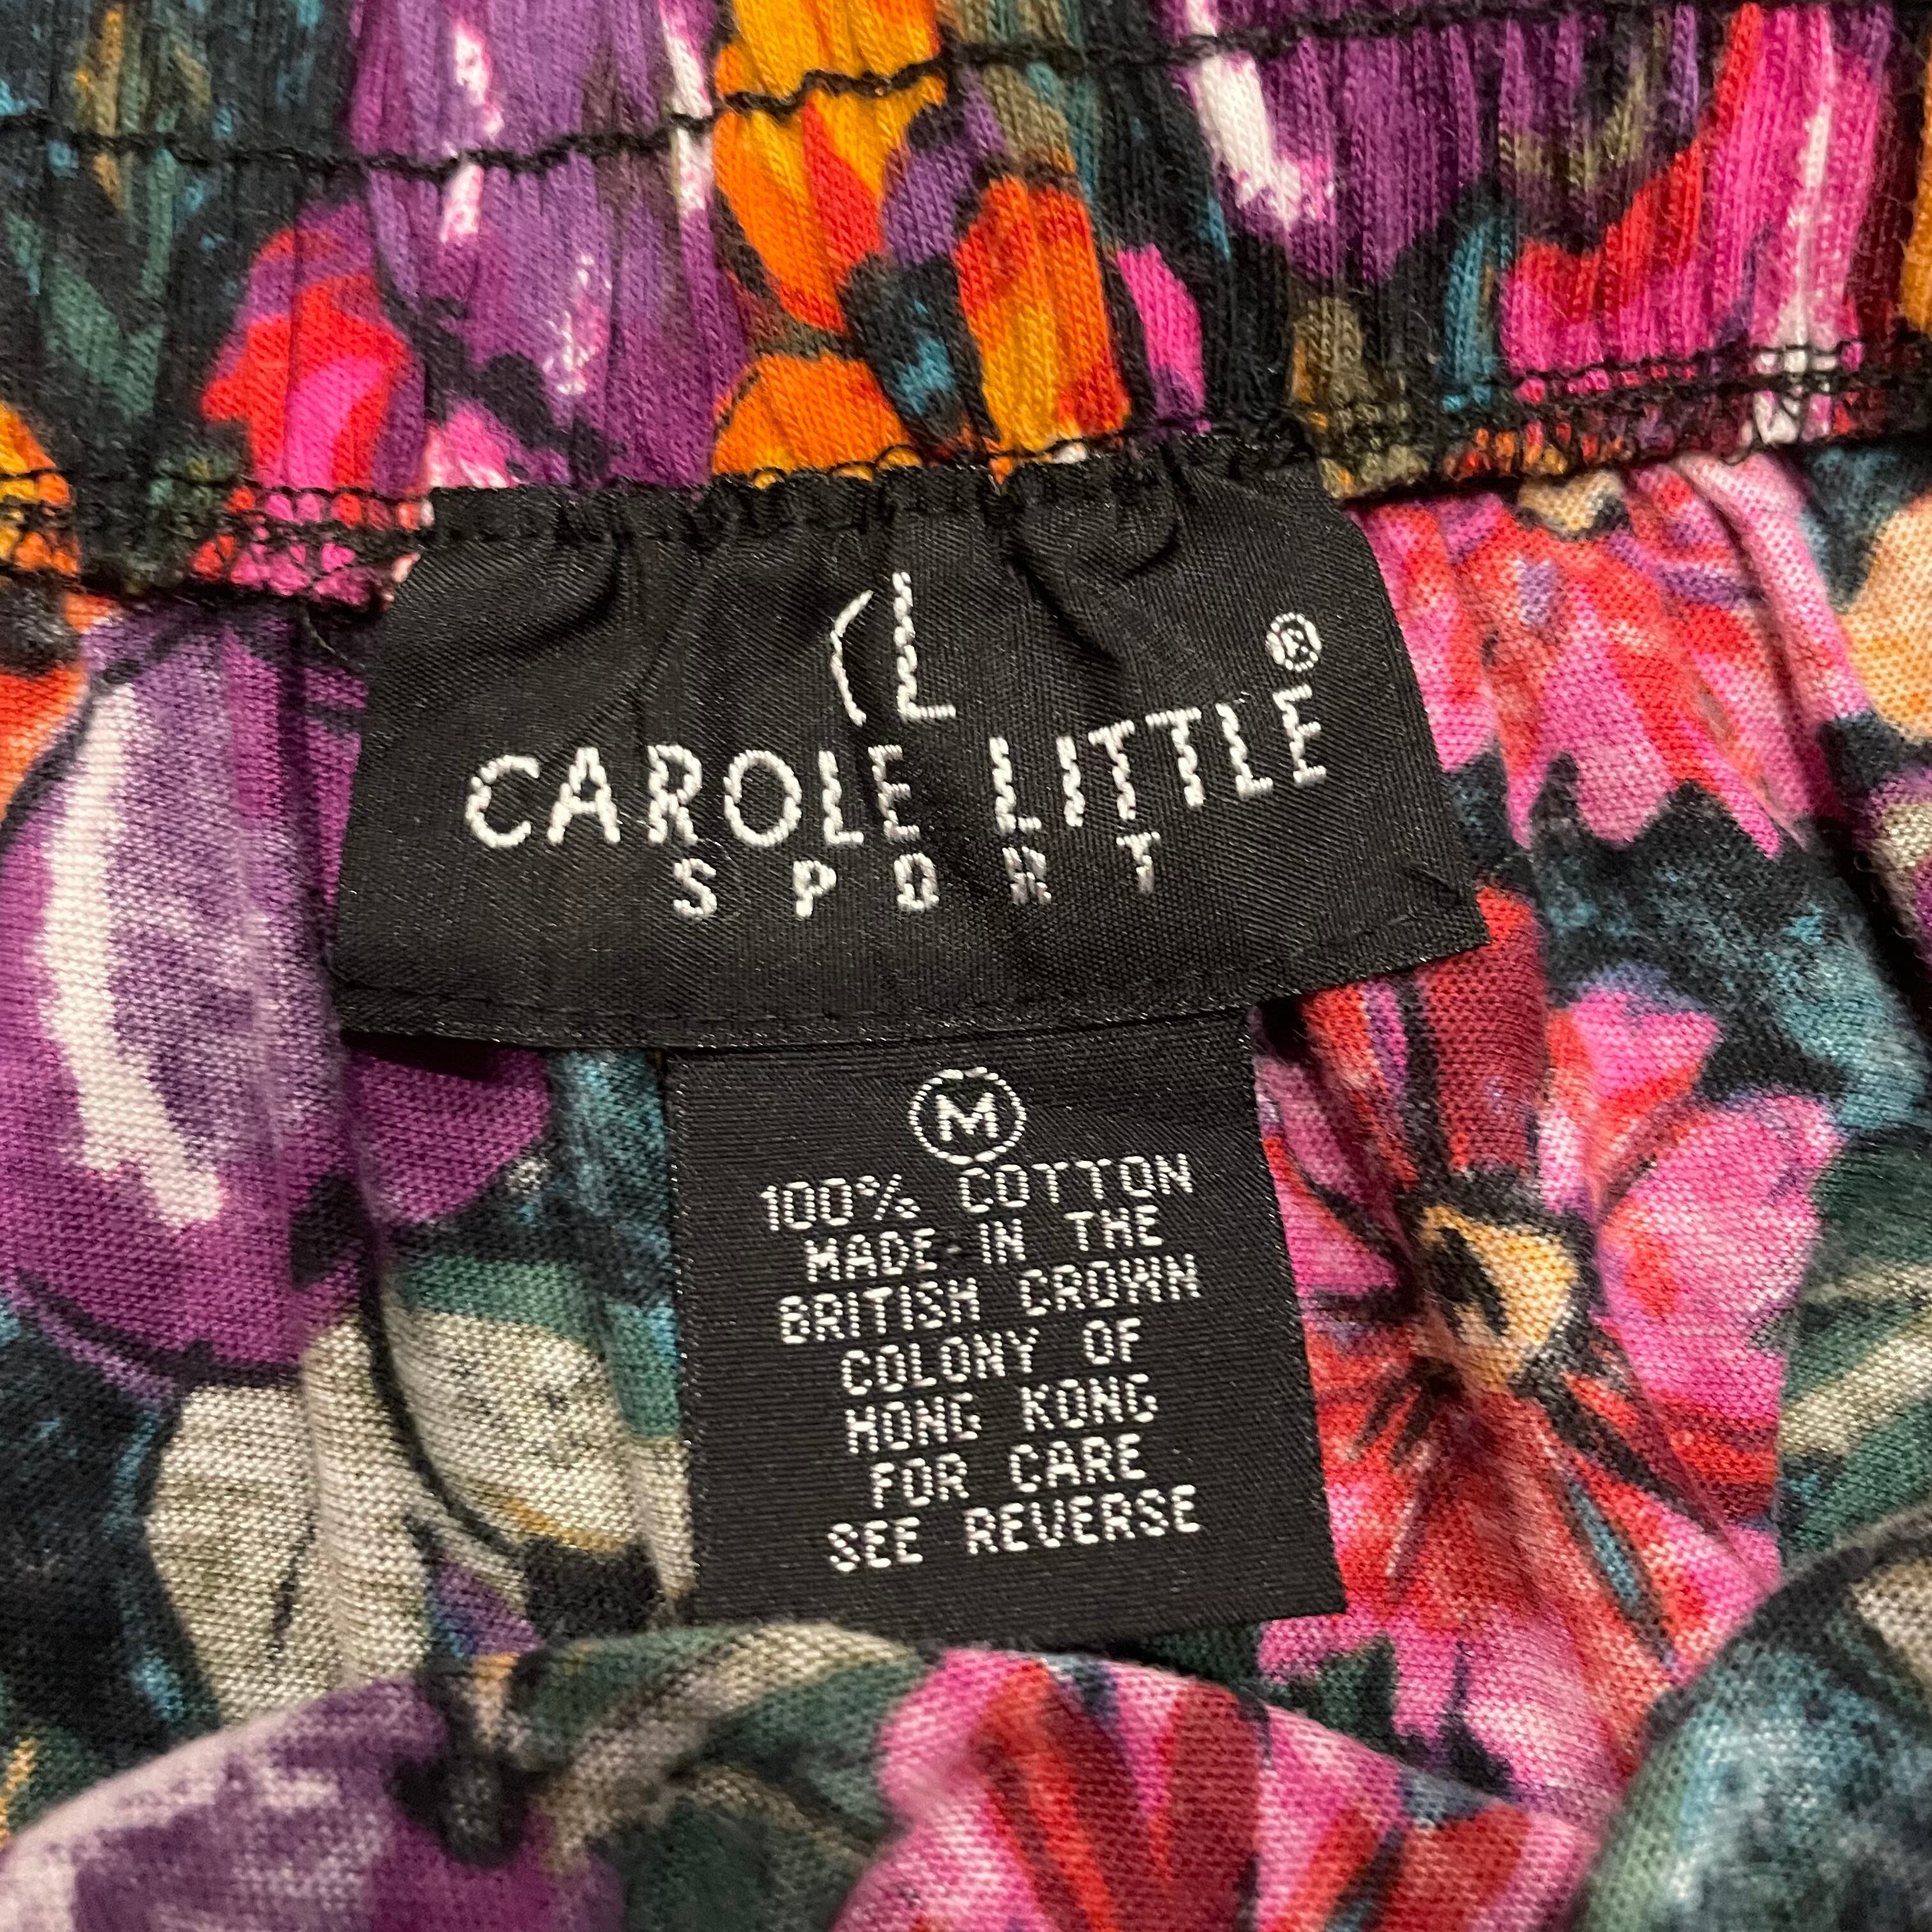 CL
®
CAROLE LITTLE
SPORT
M
100% COTTON
MADE IN THE
BRITISH CROWN
COLONY OF
HONG KONG
FOR CARE
SEE REVERSE